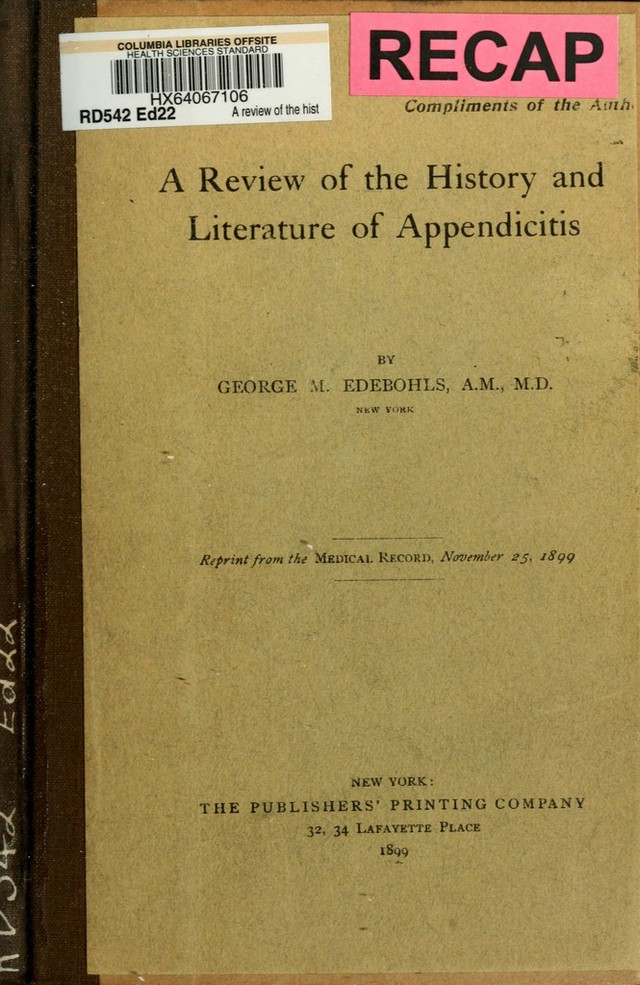 COLUMBIA LIBRARIES OFFSITE
HEALTH SCIENCES STANDARD
HX64067106
RD542 Ed22 A review of the hist
RECAP
Compliments of the
A Review of the History and
Literature of Appendicitis
BY
GEORGE M. EDEBOHLS, A.M., M.D.
NEW YORK
Reprint from the MEDICAL RECORD, November 25, 1899
NEW YORK:
THE PUBLISHERS' PRINTING COMPANY
32, 34 LAFAYETTE PLACE
1899
RD542 Ed22